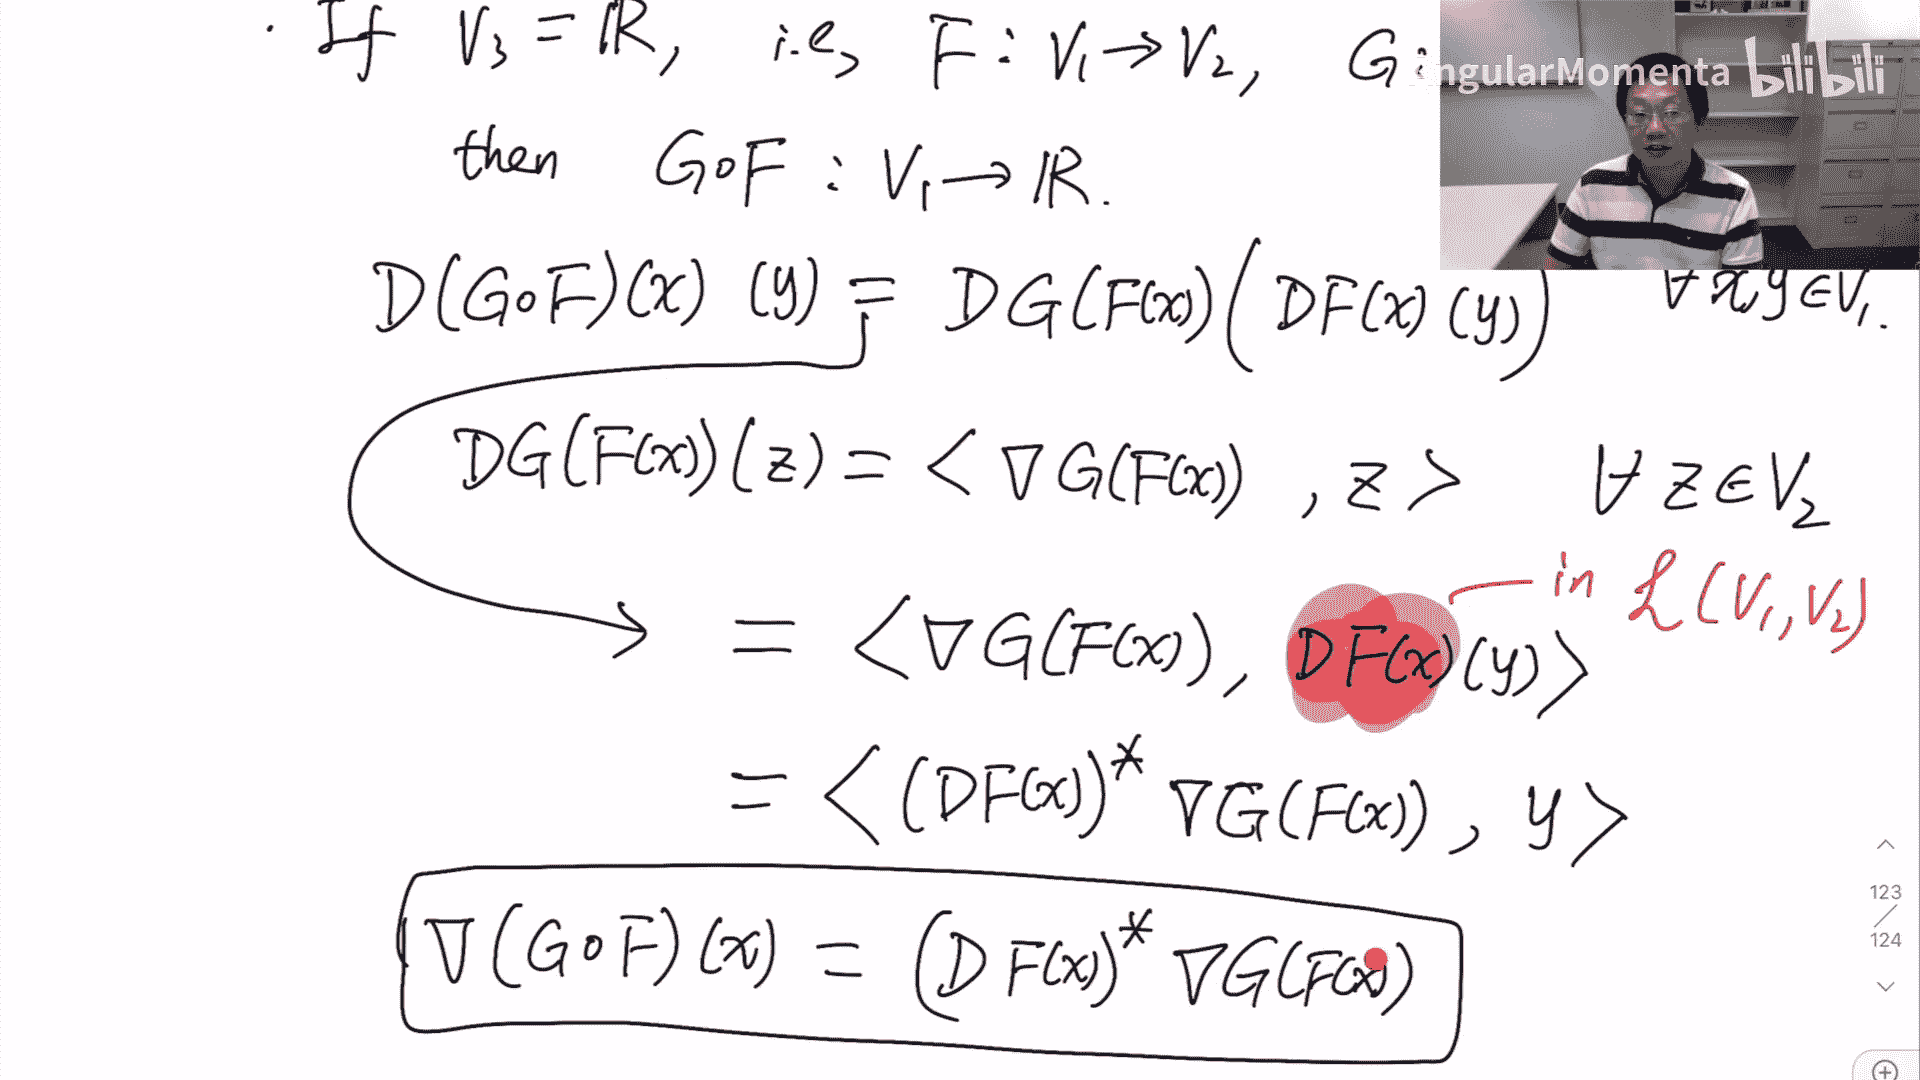 · If V₃ = ℝ, i.e, F : V₁ → V₂, G:
ngularMomenta bilibili
then G∘F : V₁ → ℝ.
D(G∘F)(x) (y) = DG(F(x)) (DF(x) (y)) ∀ x,y ∈ V₁.
DG(F(x))(z) = < ∇G(F(x)) , z > ∀ z ∈ V₂
in ℒ(V₁, V₂)
= < ∇G(F(x)), DF(x)(y) >
= < (DF(x))* ∇G(F(x)) , y >
∇(G∘F)(x) = (DF(x))* ∇G(F(x))
123
124